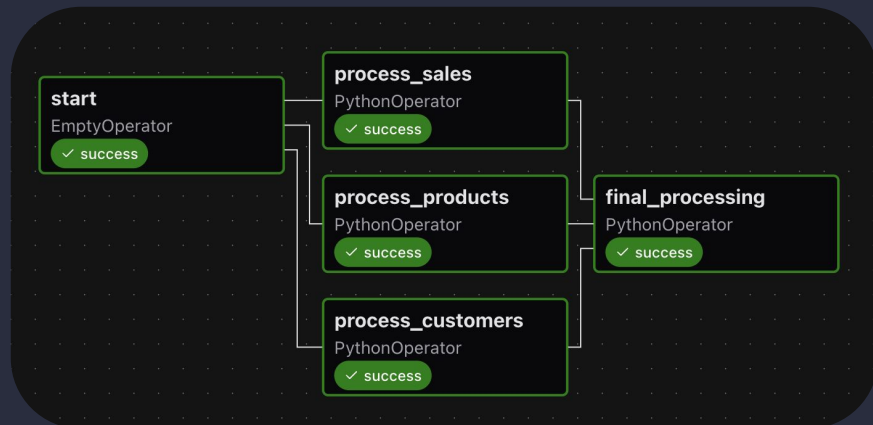 start
EmptyOperator
success
process_sales
PythonOperator
success
process_products
PythonOperator
success
process_customers
PythonOperator
success
final_processing
PythonOperator
success